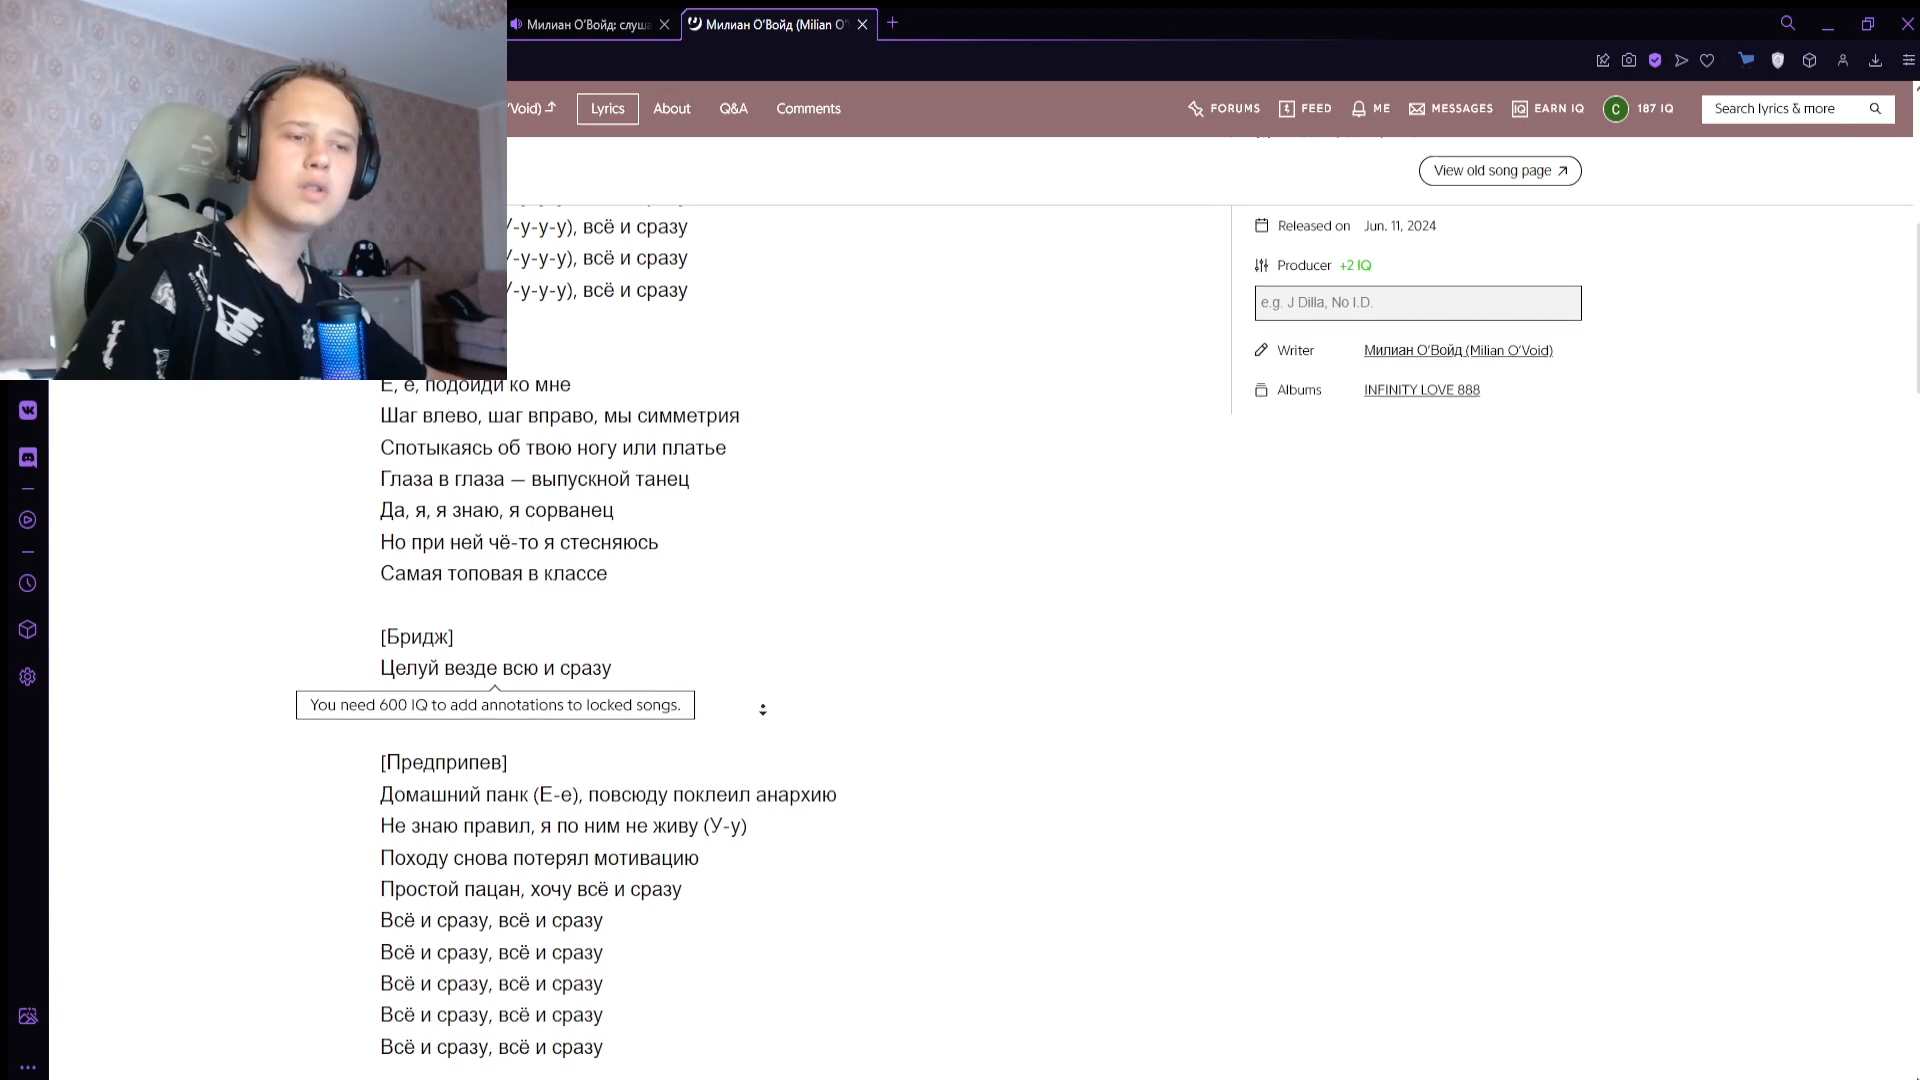 Милиан О'Войд: слуша
Милиан О'Войд (Milian O'
'Void)
Lyrics
About
Q&A
Comments
FORUMS
FEED
ME
MESSAGES
EARN IQ
C
187 IQ
Search lyrics & more
View old song page
У-у-у-у), всё и сразу
У-у-у-у), всё и сразу
У-у-у-у), всё и сразу
Released on Jun. 11, 2024
Producer +2 IQ
e.g. J Dilla, No I.D.
Writer Милиан О'Войд (Milian O'Void)
Albums INFINITY LOVE 888
Е, е, подойди ко мне
Шаг влево, шаг вправо, мы симметрия
Спотыкаясь об твою ногу или платье
Глаза в глаза — выпускной танец
Да, я, я знаю, я сорванец
Но при ней чё-то я стесняюсь
Самая топовая в классе
[Бридж]
Целуй везде всю и сразу
You need 600 IQ to add annotations to locked songs.
[Предприпев]
Домашний панк (Е-е), повсюду поклеил анархию
Не знаю правил, я по ним не живу (У-у)
Походу снова потерял мотивацию
Простой пацан, хочу всё и сразу
Всё и сразу, всё и сразу
Всё и сразу, всё и сразу
Всё и сразу, всё и сразу
Всё и сразу, всё и сразу
Всё и сразу, всё и сразу